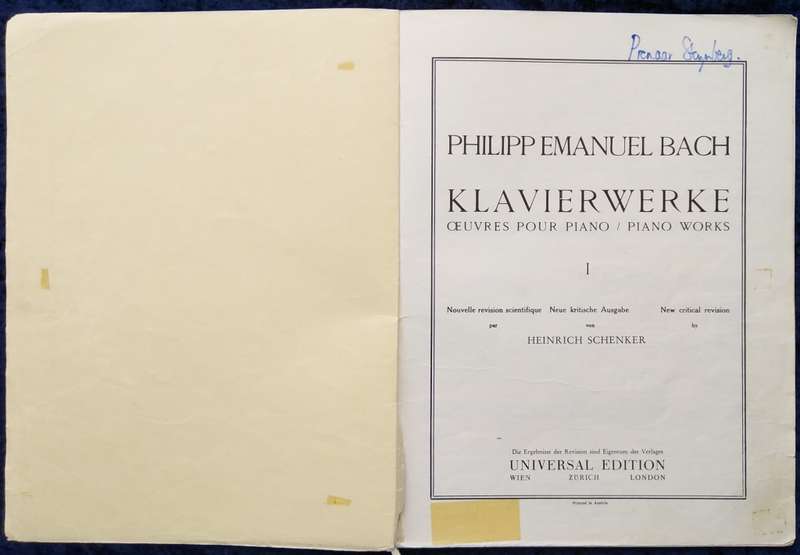 PHILIPP EMANUEL BACH
KLAVIERWERKE
ŒUVRES POUR PIANO / PIANO WORKS
I
Nouvelle revision scientifique Neue kritische Ausgabe New critical revision
par von by
HEINRICH SCHENKER
Die Ergebnisse der Revision sind Eigentum des Verlages
UNIVERSAL EDITION
WIEN ZÜRICH LONDON
Printed in Austria